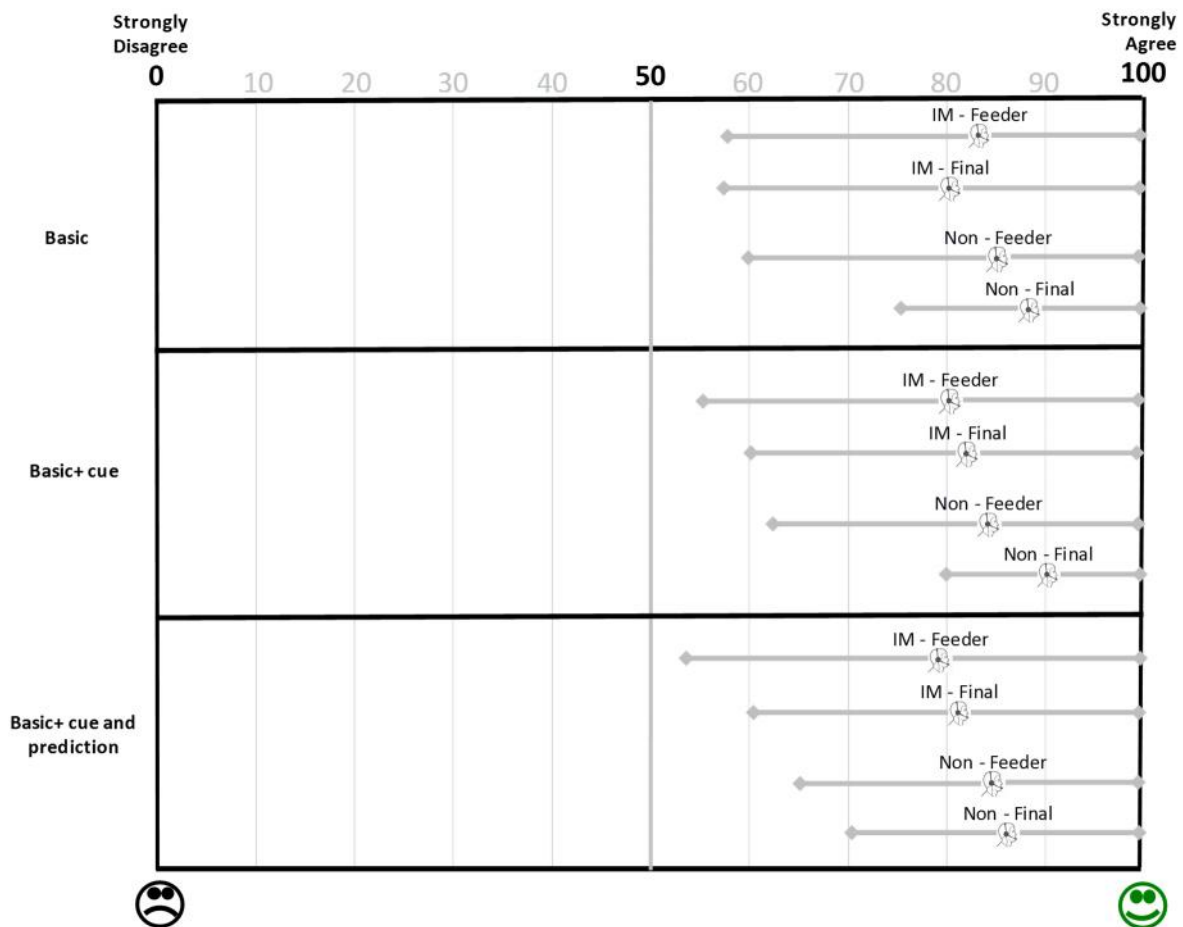 Strongly
Disagree
Strongly
Agree
0 10 20 30 40 50 60 70 80 90 100
Basic
IM - Feeder
IM - Final
Non - Feeder
Non - Final
Basic+ cue
IM - Feeder
IM - Final
Non - Feeder
Non - Final
Basic+ cue and
prediction
IM - Feeder
IM - Final
Non - Feeder
Non - Final